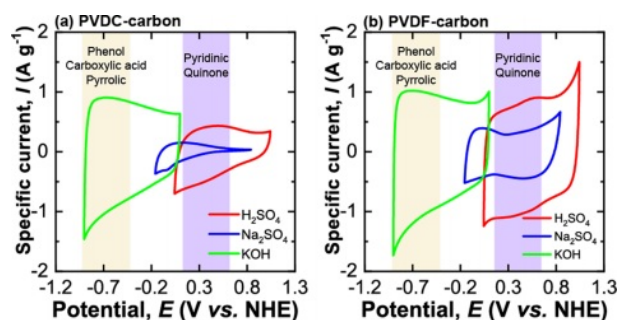 (a) PVDC-carbon
Phenol
Carboxylic acid
Pyrrolic
Pyridinic
Quinone
Specific current, I (A g⁻¹)
2
1
0
-1
-2
H₂SO₄
Na₂SO₄
KOH
-1.2 -0.7 -0.2 0.3 0.8 1.3
Potential, E (V vs. NHE)
(b) PVDF-carbon
Phenol
Carboxylic acid
Pyrrolic
Pyridinic
Quinone
Specific current, I (A g⁻¹)
2
1
0
-1
-2
H₂SO₄
Na₂SO₄
KOH
-1.2 -0.7 -0.2 0.3 0.8 1.3
Potential, E (V vs. NHE)